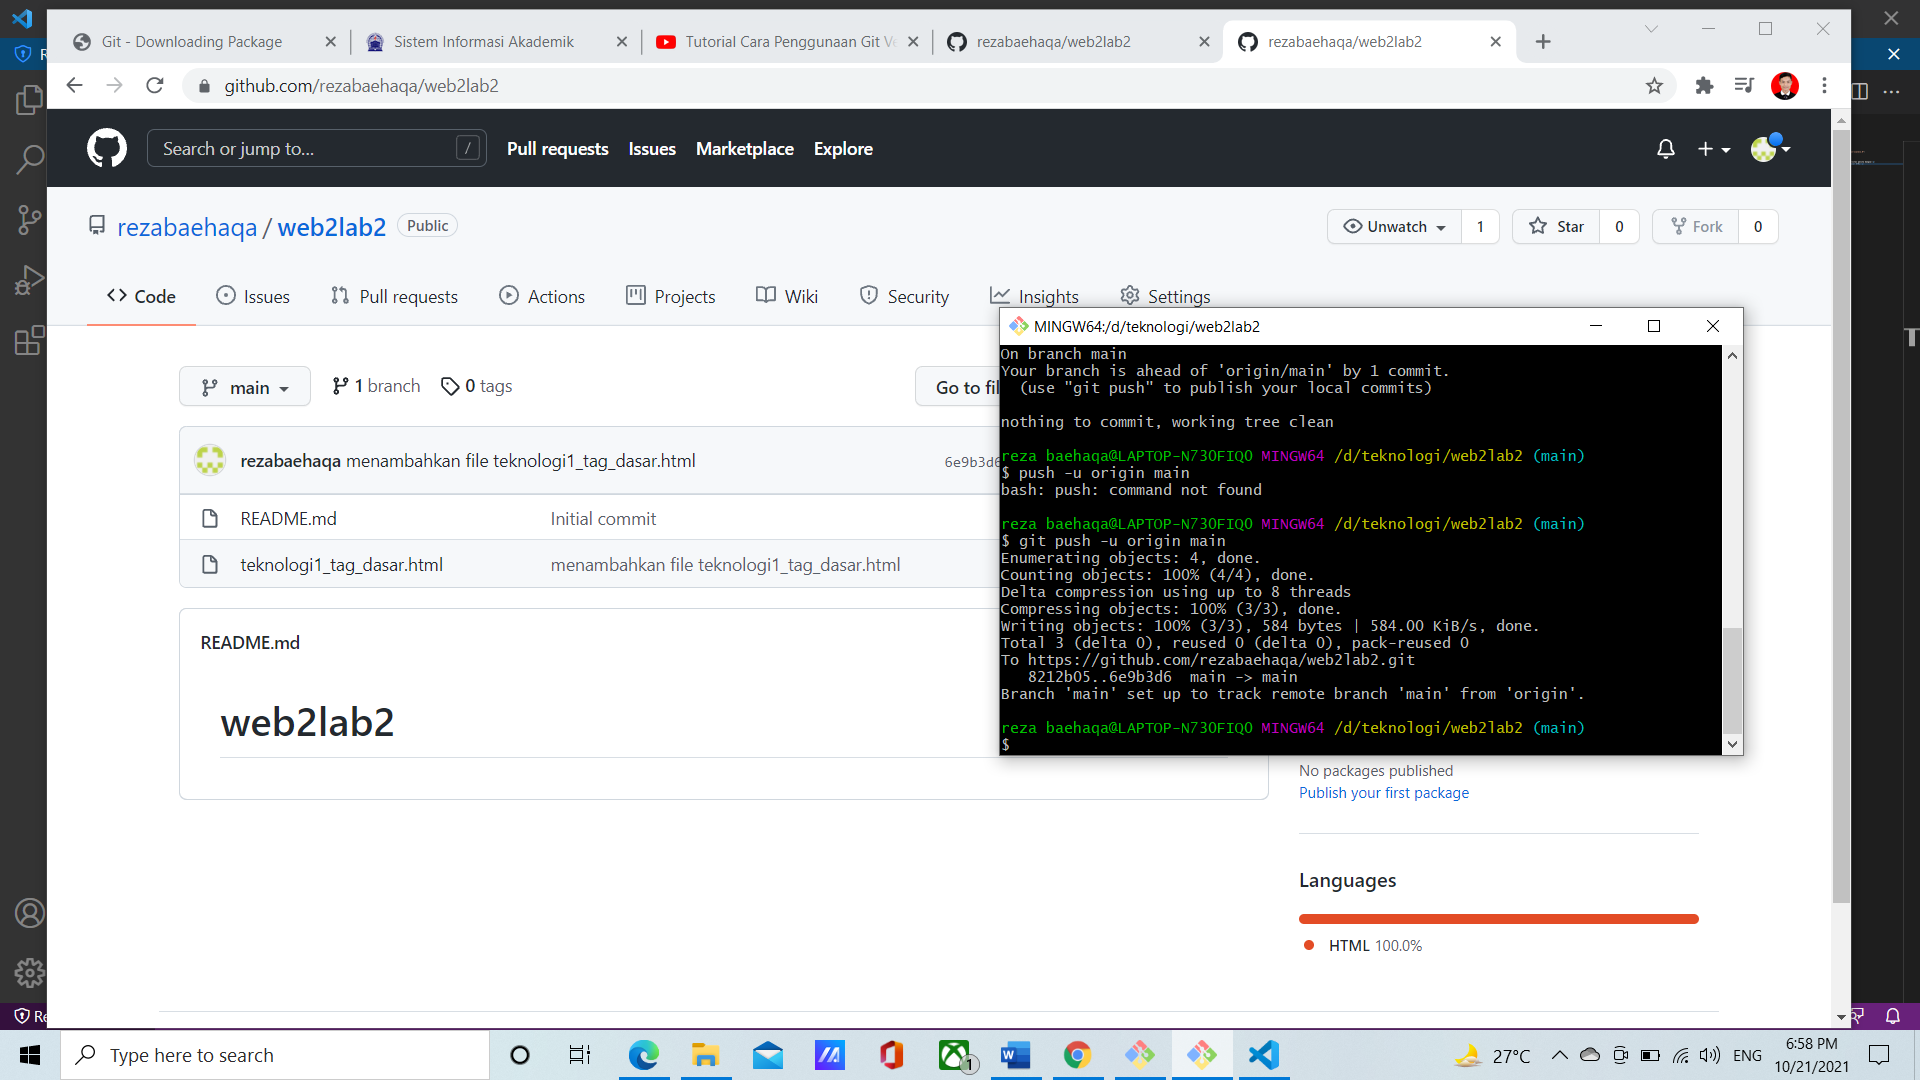 Git - Downloading Package
Sistem Informasi Akademik
Tutorial Cara Penggunaan Git Ve
rezabaehaqa/web2lab2
rezabaehaqa/web2lab2
github.com/rezabaehaqa/web2lab2
Search or jump to...
/
Pull requests
Issues
Marketplace
Explore
rezabaehaqa / web2lab2
Public
Unwatch
1
Star
0
Fork
0
Code
Issues
Pull requests
Actions
Projects
Wiki
Security
Insights
Settings
main
1 branch
0 tags
Go to fil
rezabaehaqa menambahkan file teknologi1_tag_dasar.html
6e9b3d6
README.md
Initial commit
teknologi1_tag_dasar.html
menambahkan file teknologi1_tag_dasar.html
README.md
web2lab2
MINGW64:/d/teknologi/web2lab2
On branch main
Your branch is ahead of 'origin/main' by 1 commit.
(use "git push" to publish your local commits)
nothing to commit, working tree clean
reza baehaqa@LAPTOP-N730FIQO MINGW64 /d/teknologi/web2lab2 (main)
$ push -u origin main
bash: push: command not found
reza baehaqa@LAPTOP-N730FIQO MINGW64 /d/teknologi/web2lab2 (main)
$ git push -u origin main
Enumerating objects: 4, done.
Counting objects: 100% (4/4), done.
Delta compression using up to 8 threads
Compressing objects: 100% (3/3), done.
Writing objects: 100% (3/3), 584 bytes | 584.00 KiB/s, done.
Total 3 (delta 0), reused 0 (delta 0), pack-reused 0
To https://github.com/rezabaehaqa/web2lab2.git
8212b05..6e9b3d6  main -> main
Branch 'main' set up to track remote branch 'main' from 'origin'.
reza baehaqa@LAPTOP-N730FIQO MINGW64 /d/teknologi/web2lab2 (main)
$
No packages published
Publish your first package
Languages
HTML 100.0%
R
Re
Type here to search
1
27°C
ENG
6:58 PM
10/21/2021